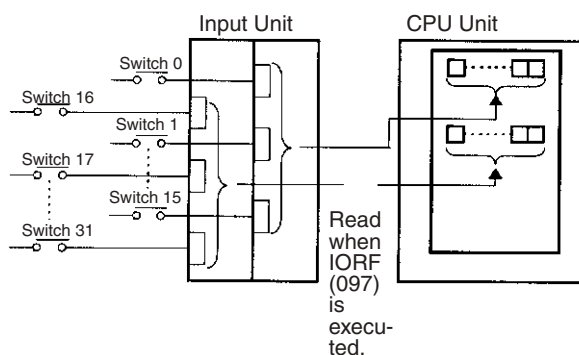 Input Unit
CPU Unit
Switch 0
Switch 16
Switch 1
Switch 17
Switch 15
Switch 31
Read
when
IORF
(097)
is
execu-
ted.